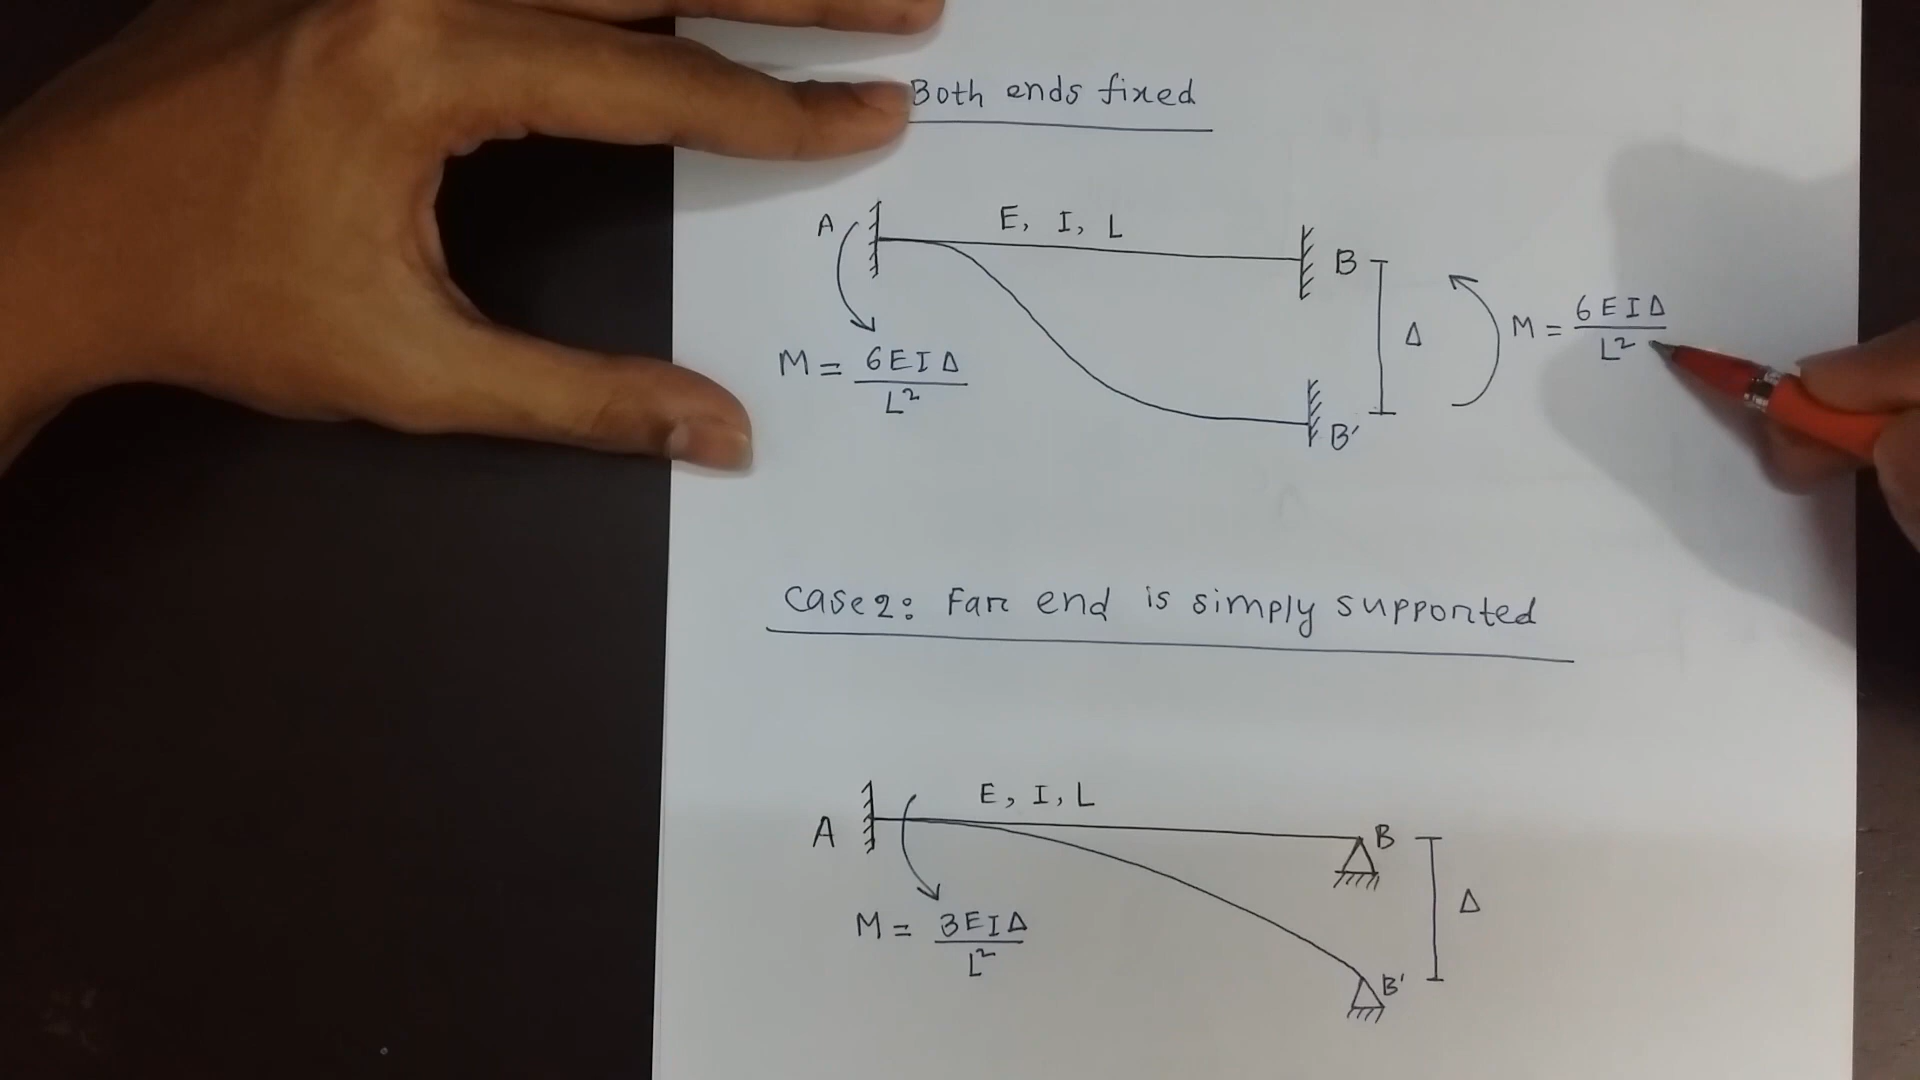 Both ends fixed
A
E, I, L
B
Δ
M = 6EIΔ / L²
M = 6EIΔ / L²
B'
Case 2: Far end is simply supported
E, I, L
A
B
Δ
M = 3EIΔ / L²
B'